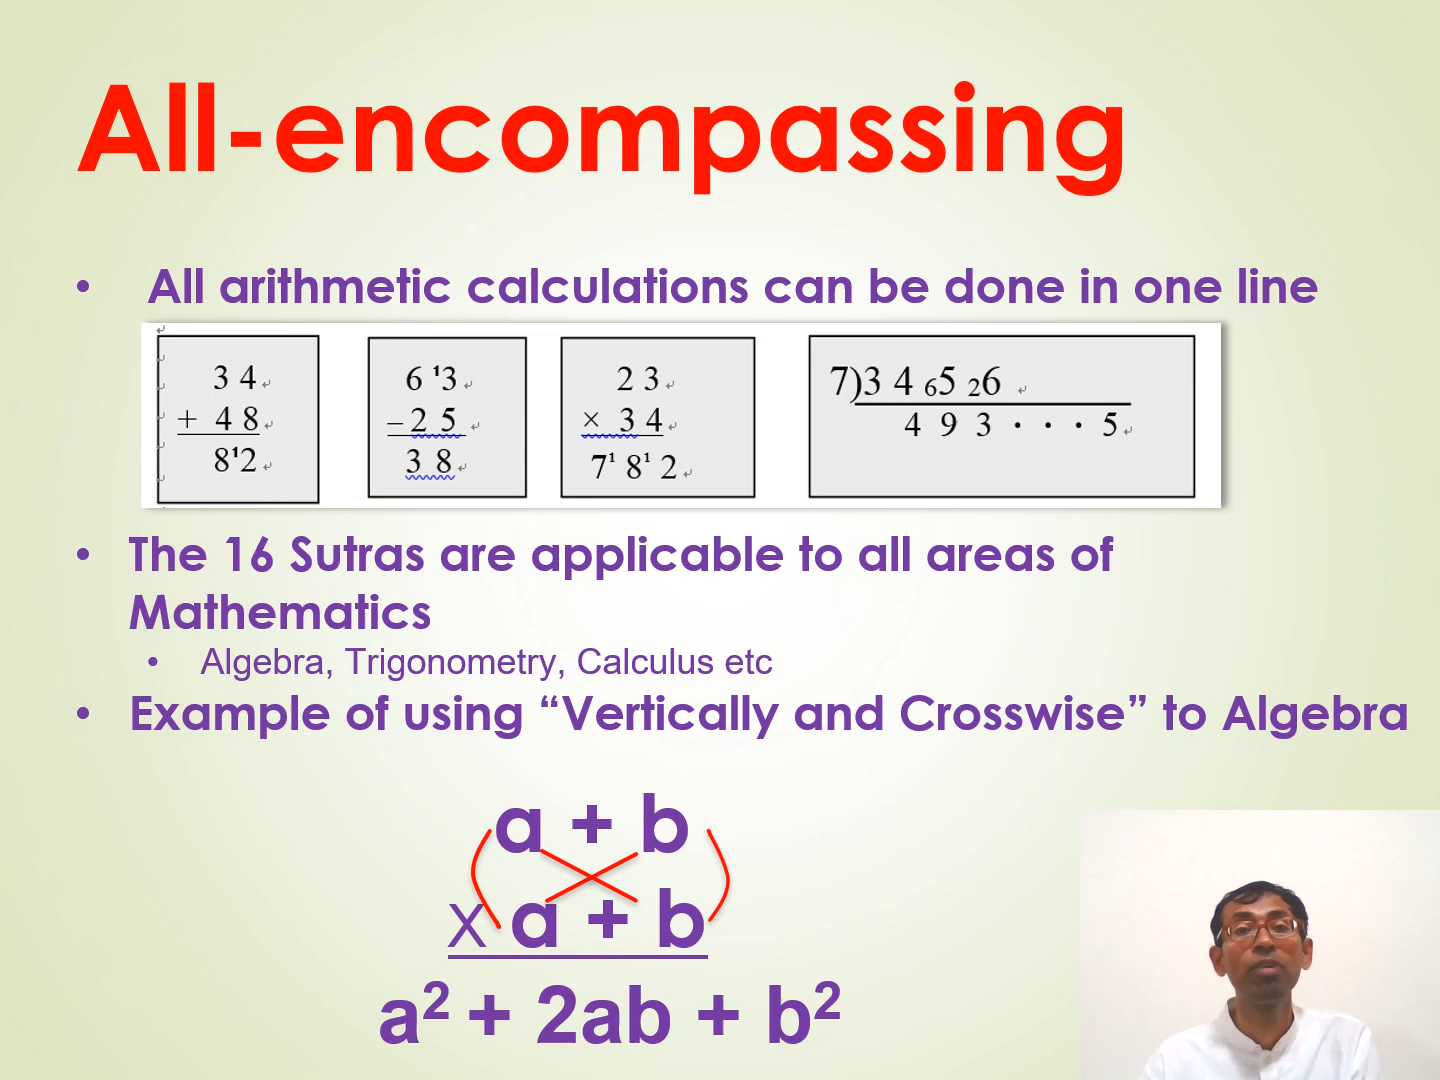 All-encompassing
• All arithmetic calculations can be done in one line
3 4
+ 4 8
8¹2
6 ¹3
– 2 5
3 8
2 3
× 3 4
7¹ 8¹ 2
7)3 4 ₆5 ₂6
4 9 3 · · · 5
• The 16 Sutras are applicable to all areas of
Mathematics
• Algebra, Trigonometry, Calculus etc
• Example of using “Vertically and Crosswise” to Algebra
a + b
X a + b
a² + 2ab + b²